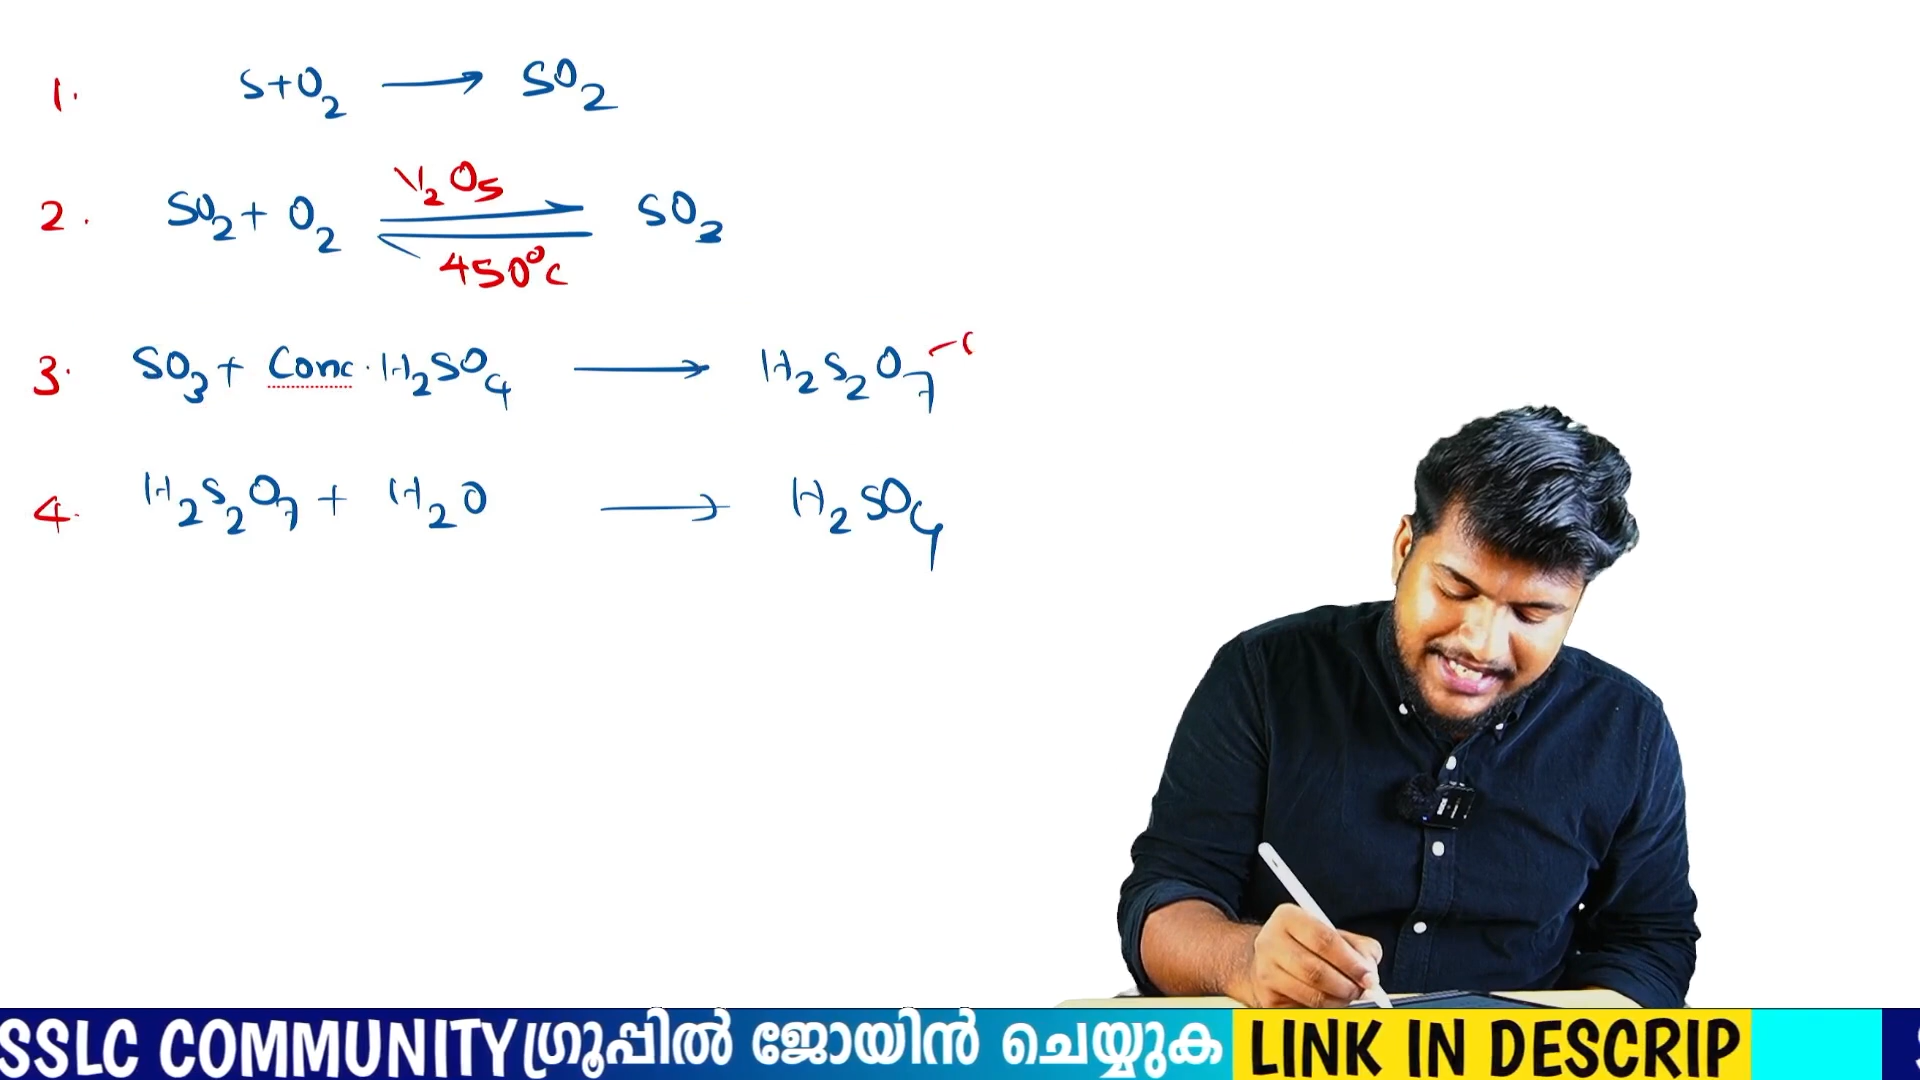 1. S+O2 → SO2
2. SO2 + O2 ⇌ V2O5 450°C SO3
3. SO3 + Conc. H2SO4 → H2S2O7
4. H2S2O7 + H2O → H2SO4
SSLC COMMUNITY ഗ്രൂപ്പിൽ ജോയിൻ ചെയ്യുക LINK IN DESCRIP